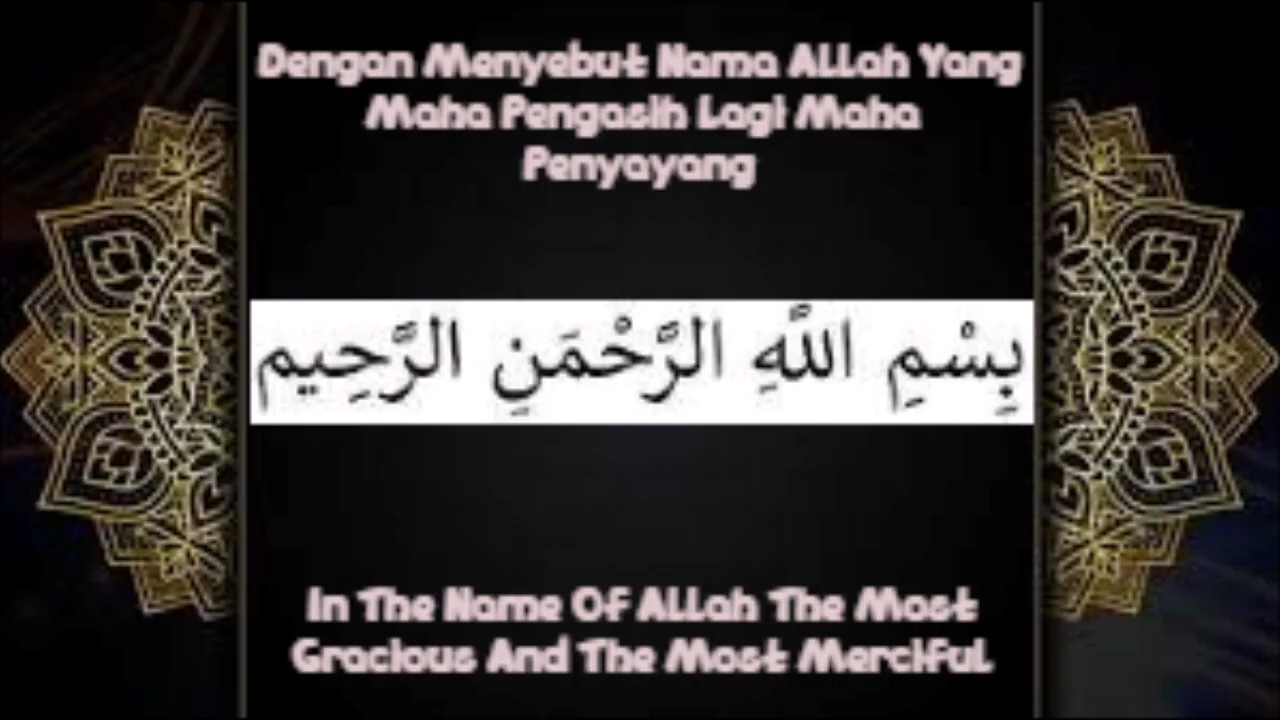 Dengan Menyebut Nama ALLah Yang
Maha Pengasih Lagi Maha
Penyayang
بِسْمِ اللَّهِ الرَّحْمَنِ الرَّحِيم
In The Name Of ALLah The Most
Gracious And The Most MercifuL